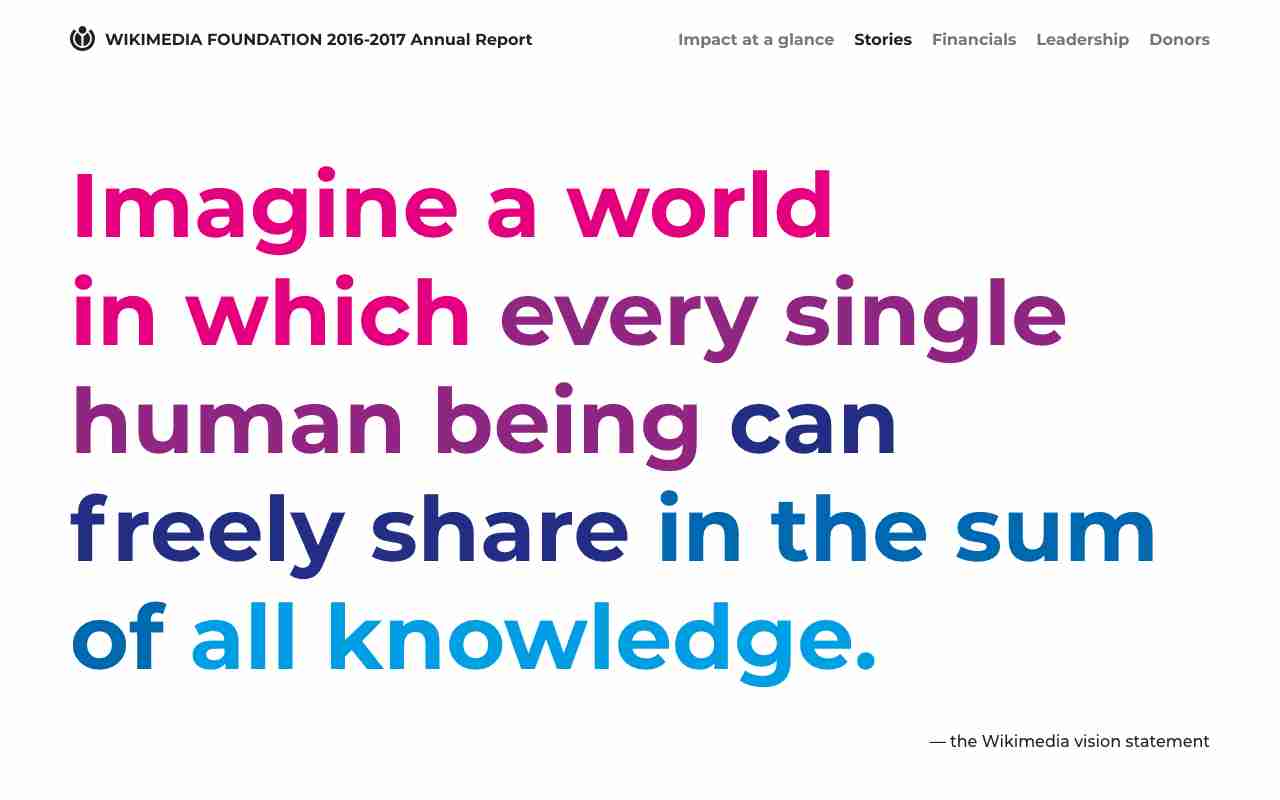 WIKIMEDIA FOUNDATION 2016-2017 Annual Report
Impact at a glance Stories Financials Leadership Donors
Imagine a world
in which every single
human being can
freely share in the sum
of all knowledge.
— the Wikimedia vision statement